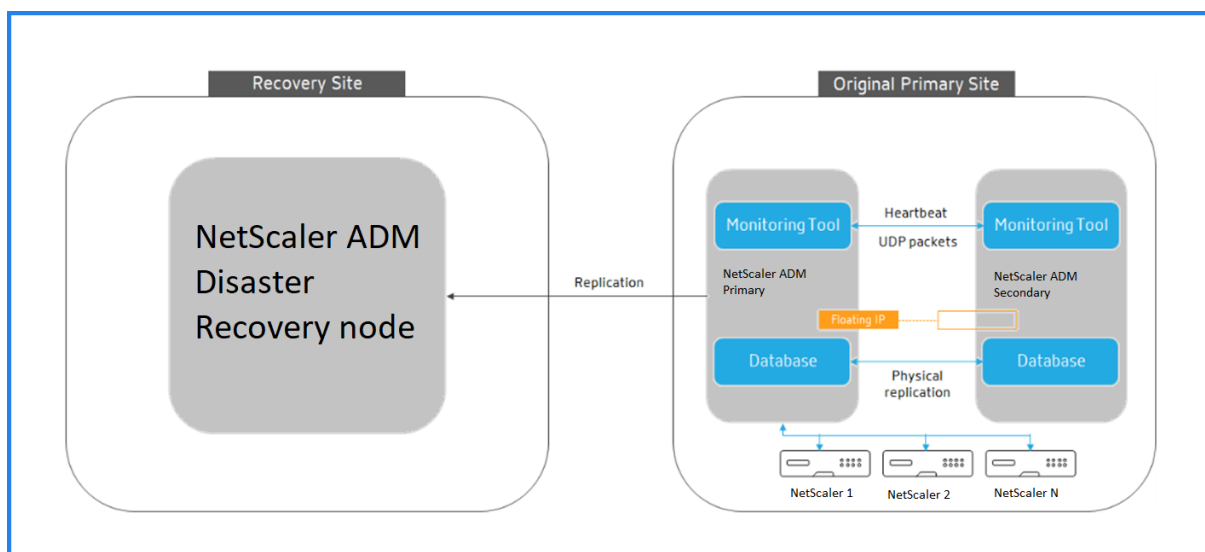 Recovery Site
Original Primary Site
NetScaler ADM
Disaster
Recovery node
Replication
Monitoring Tool
Heartbeat
UDP packets
Monitoring Tool
NetScaler ADM
Primary
NetScaler ADM
Secondary
Floating IP
Database
Physical
replication
Database
NetScaler 1
NetScaler 2
NetScaler N